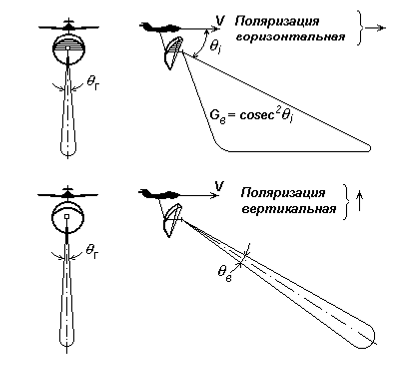 V Поляризация
горизонтальная
θi
θг
Gв = cosec²θi
V Поляризация
вертикальная
θг
θв